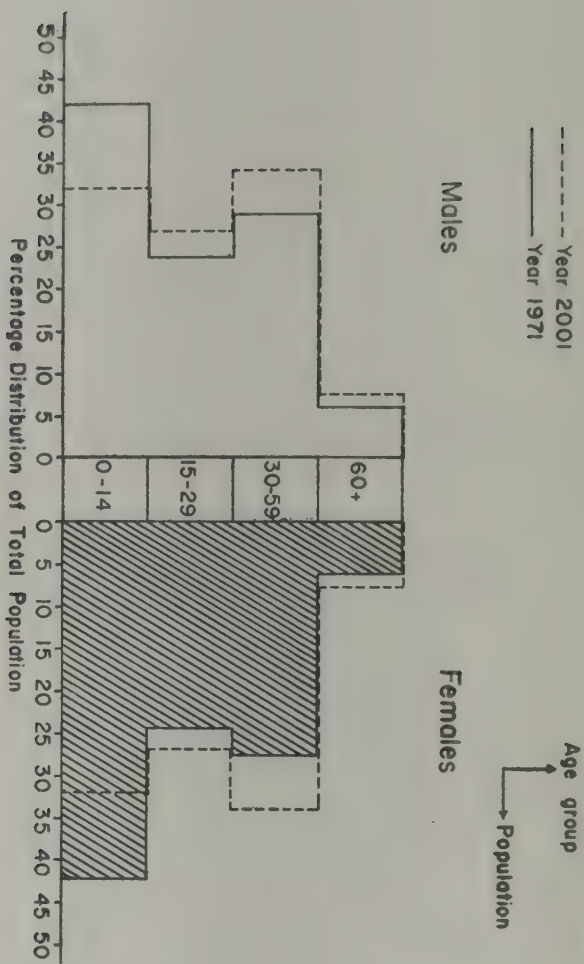 ---- Year 2001
—— Year 1971
Age group
Population
Males
Females
60+
30-59
15-29
0-14
50 45 40 35 30 25 20 15 10 5 0 0 5 10 15 20 25 30 35 40 45 50
Percentage Distribution of Total Population